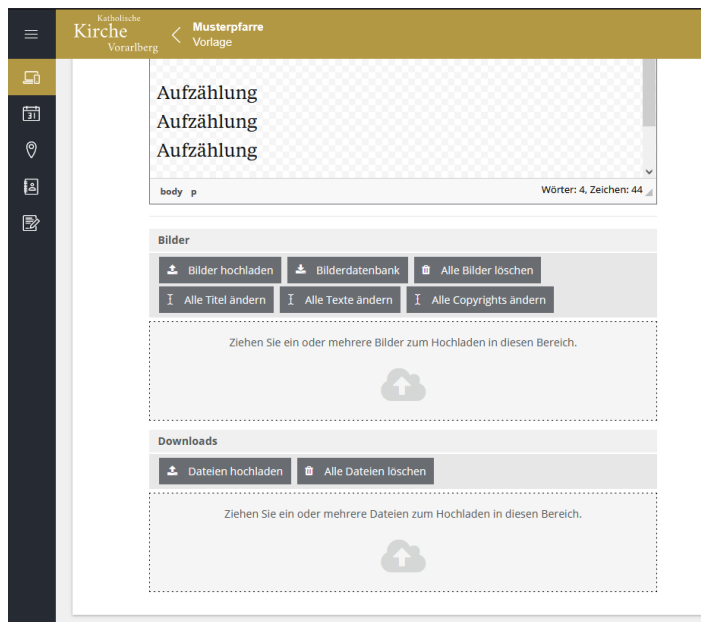 Katholische
Kirche
Vorarlberg
Musterpfarre
Vorlage
31
Aufzählung
Aufzählung
Aufzählung
body p
Wörter: 4, Zeichen: 44
Bilder
Bilder hochladen
Bilderdatenbank
Alle Bilder löschen
Alle Titel ändern
Alle Texte ändern
Alle Copyrights ändern
Ziehen Sie ein oder mehrere Bilder zum Hochladen in diesen Bereich.
Downloads
Dateien hochladen
Alle Dateien löschen
Ziehen Sie ein oder mehrere Dateien zum Hochladen in diesen Bereich.